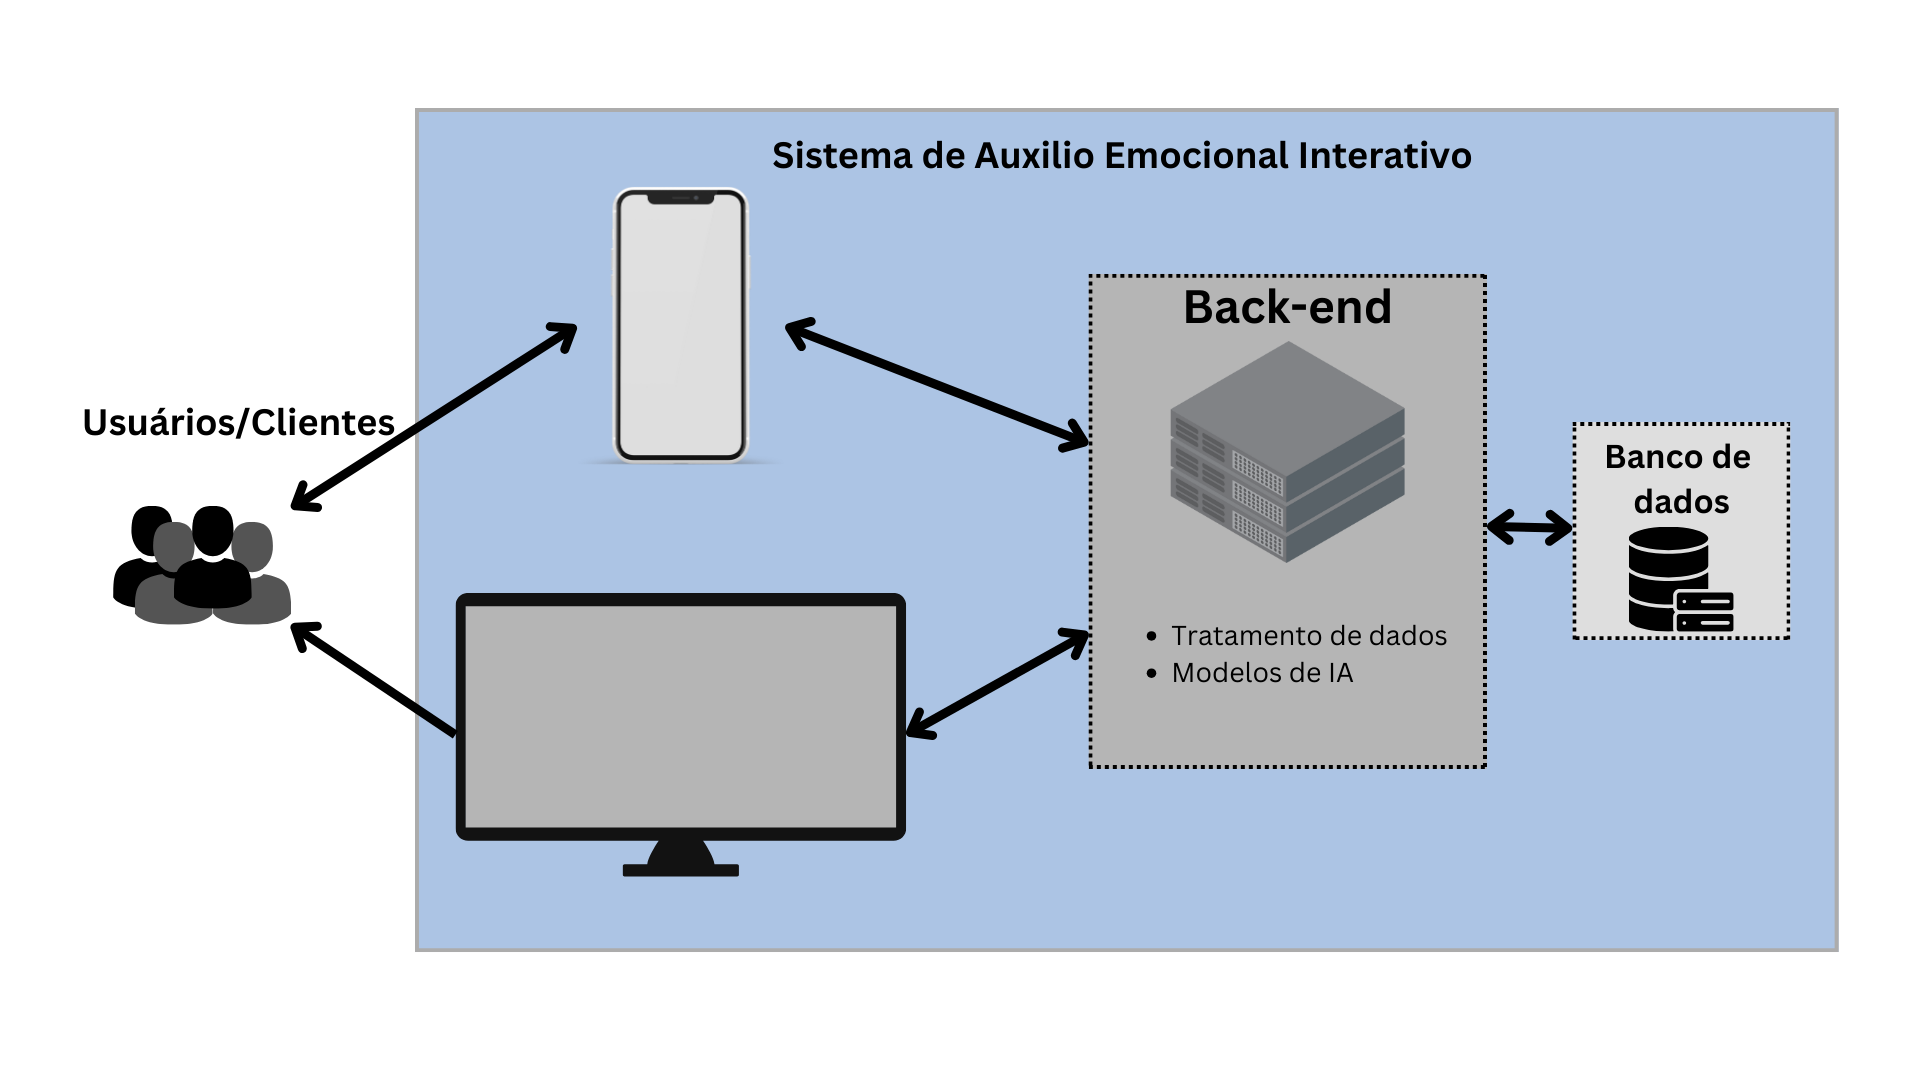 Sistema de Auxilio Emocional Interativo
Usuários/Clientes
Back-end
• Tratamento de dados
• Modelos de IA
Banco de
dados